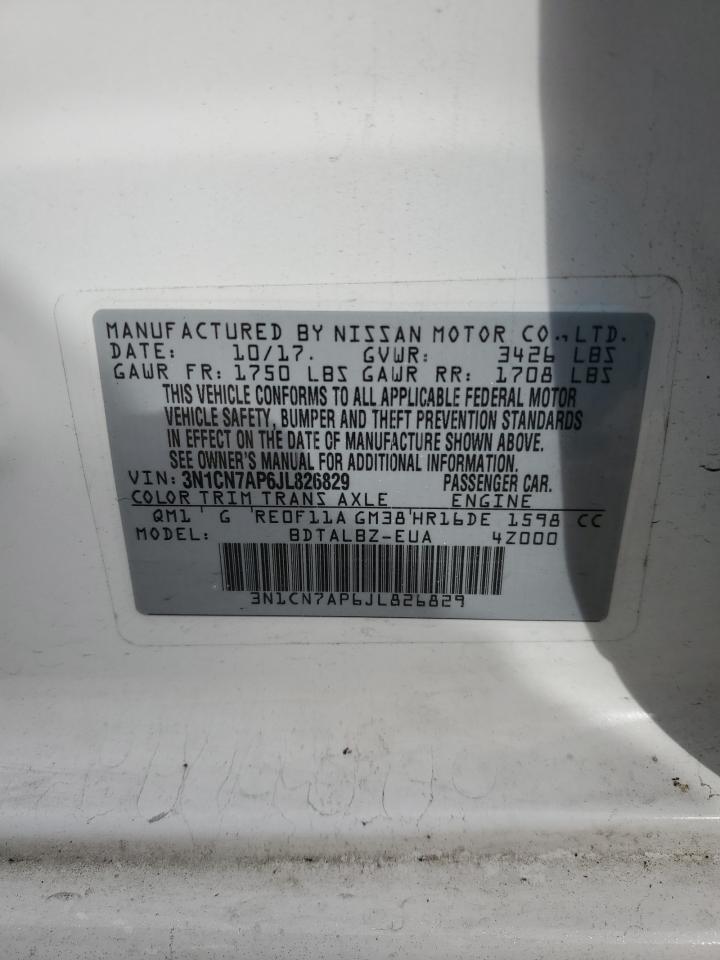 MANUFACTURED BY NISSAN MOTOR CO.,LTD.
DATE: 10/17. GVWR: 3426 LBS
GAWR FR: 1750 LBS GAWR RR: 1708 LBS
THIS VEHICLE CONFORMS TO ALL APPLICABLE FEDERAL MOTOR
VEHICLE SAFETY, BUMPER AND THEFT PREVENTION STANDARDS
IN EFFECT ON THE DATE OF MANUFACTURE SHOWN ABOVE.
SEE OWNER'S MANUAL FOR ADDITIONAL INFORMATION.
VIN: 3N1CN7AP6JL826829 PASSENGER CAR.
COLOR TRIM TRANS AXLE ENGINE
QM1 ' G 'RE0F11A GM38'HR16DE 1598 CC
MODEL: BDTALBZ-EUA 4Z000
3N1CN7AP6JL826829